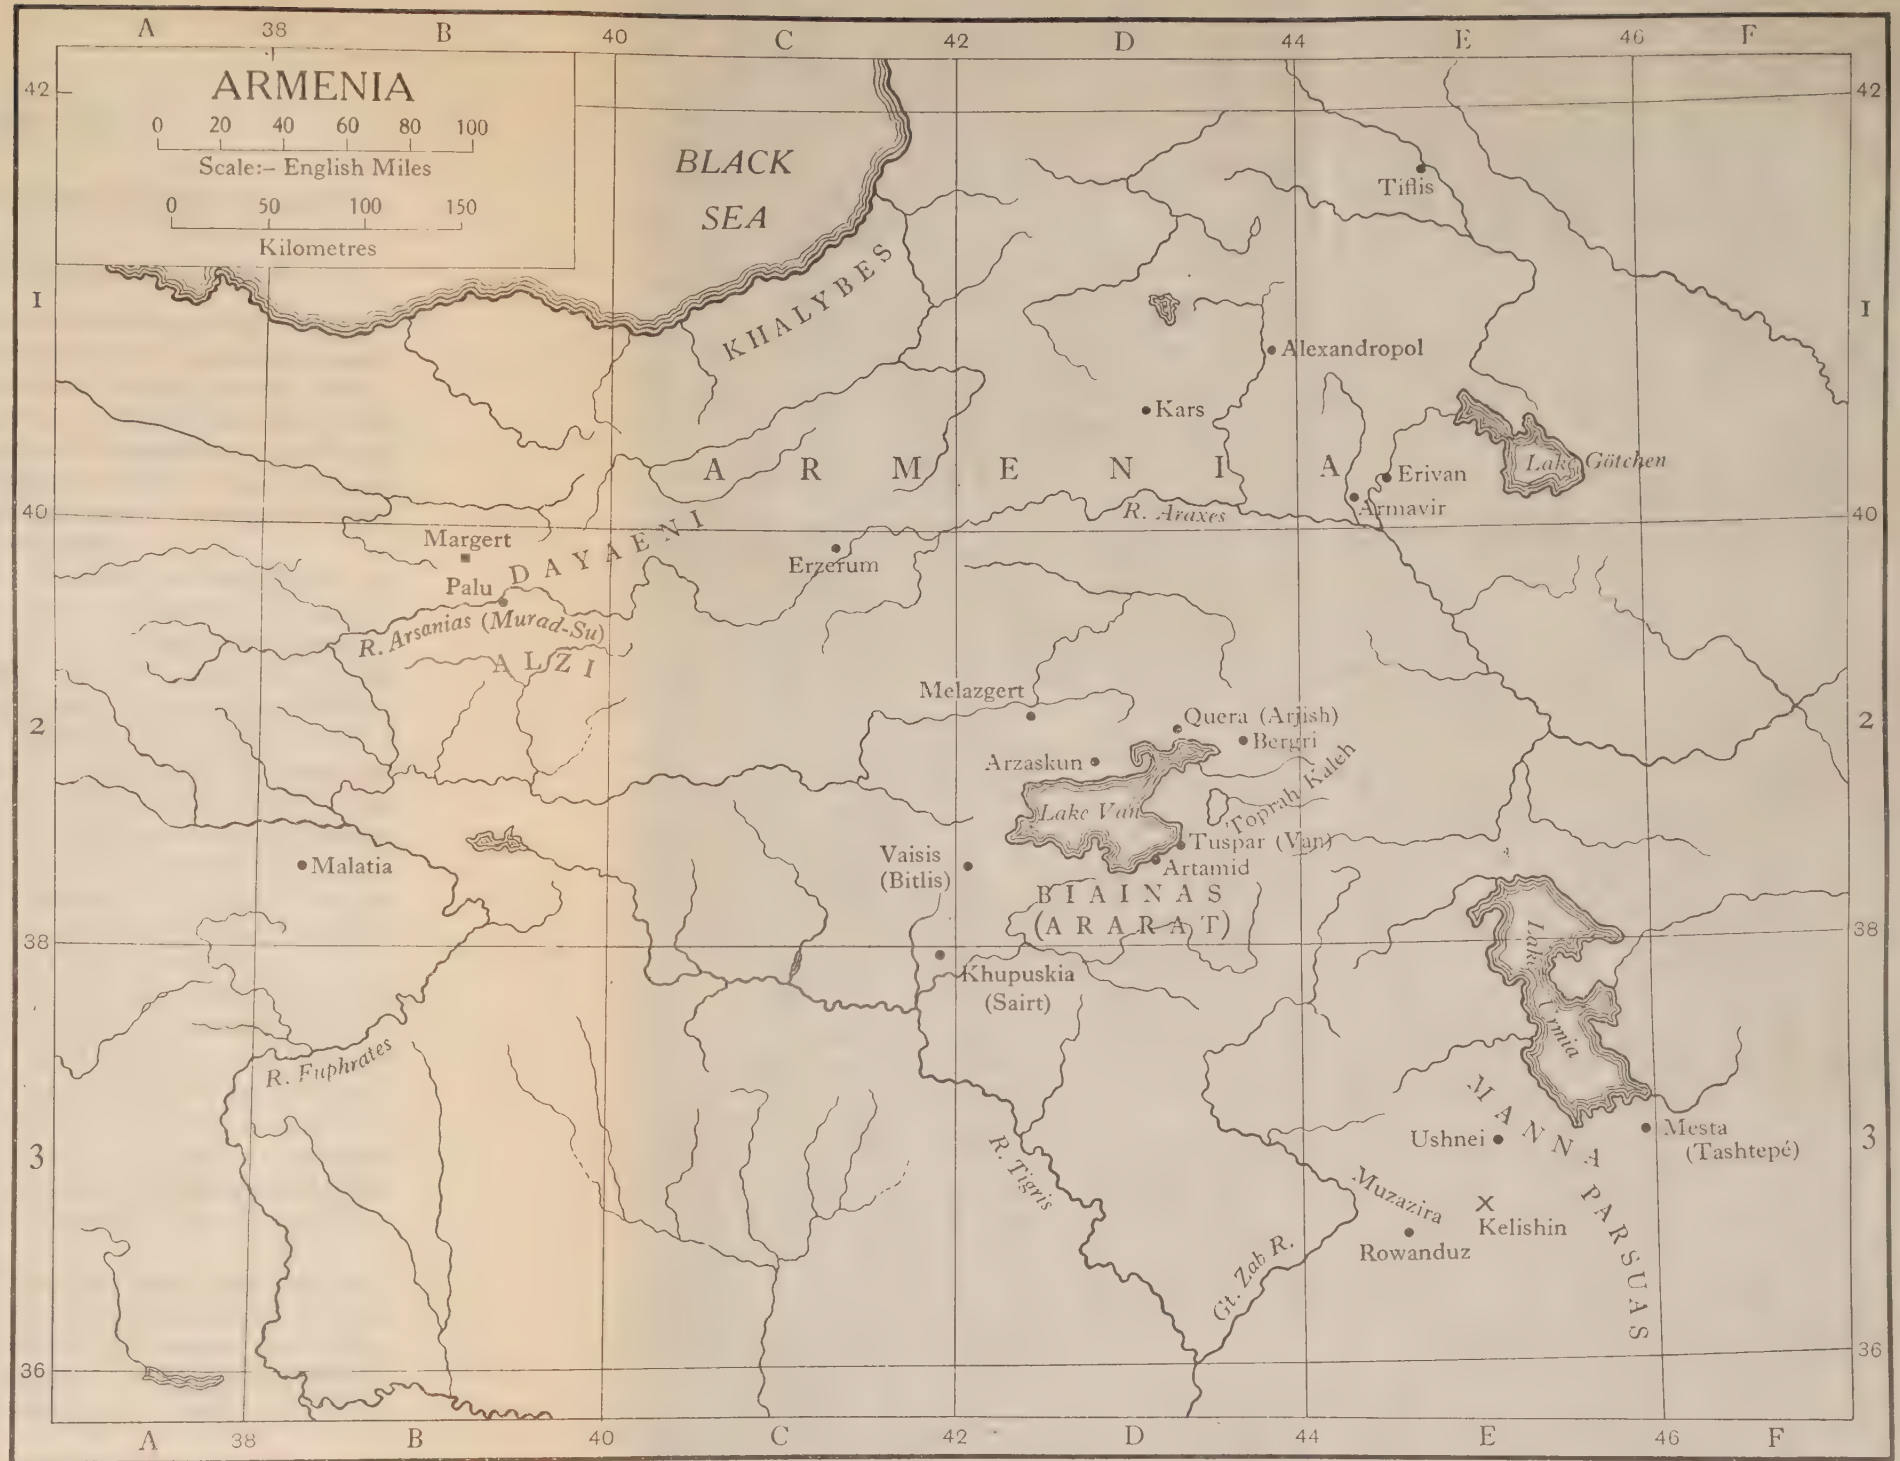 A 38 B 40 C 42 D 44 E 46 F
42
ARMENIA
0 20 40 60 80 100
Scale:– English Miles
0 50 100 150
Kilometres
BLACK
SEA
42
Tiflis
KHALYBES
I
I
Alexandropol
Kars
ARMENIA
Lake Götchen
Erivan
Armavir
R. Araxes
40
40
Margert
DAYAENI
Erzerum
Palu
R. Arsanias (Murad-Su)
ALZI
Melazgert
2
Quera (Arjish)
2
Bergri
Arzaskun
Toprah Kaleh
Lake Van
Tuspar (Van)
Vaisis
(Bitlis)
Artamid
Malatia
BIAINAS
(ARARAT)
38
38
Lake Urmia
Khupuskia
(Sairt)
R. Euphrates
MANNA
3
Ushnei
Mesta
(Tashtepé)
3
R. Tigris
Muzazira
PARSUAS
X
Kelishin
Rowanduz
Gt. Zab R.
36
36
A 38 B 40 C 42 D 44 E 46 F